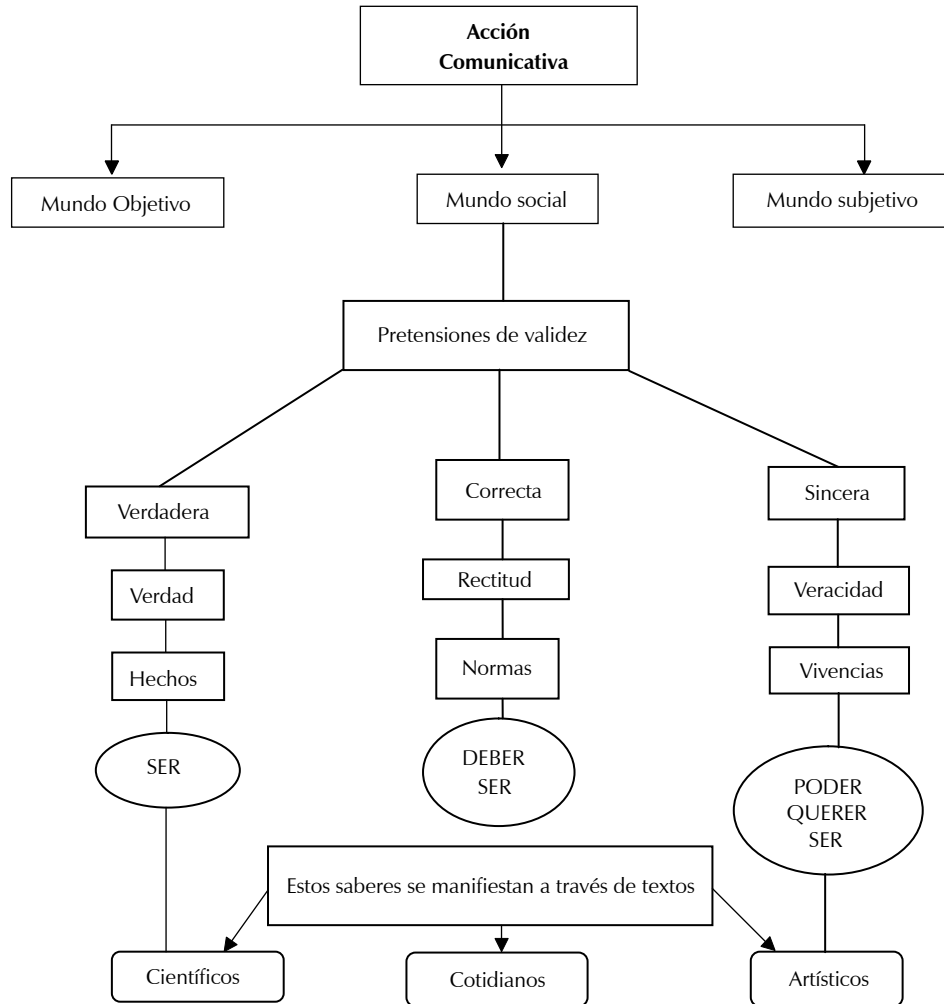 Acción
Comunicativa
Mundo Objetivo
Mundo social
Mundo subjetivo
Pretensiones de validez
Verdadera
Correcta
Sincera
Verdad
Rectitud
Veracidad
Hechos
Normas
Vivencias
SER
DEBER
SER
PODER
QUERER
SER
Estos saberes se manifiestan a través de textos
Científicos
Cotidianos
Artísticos